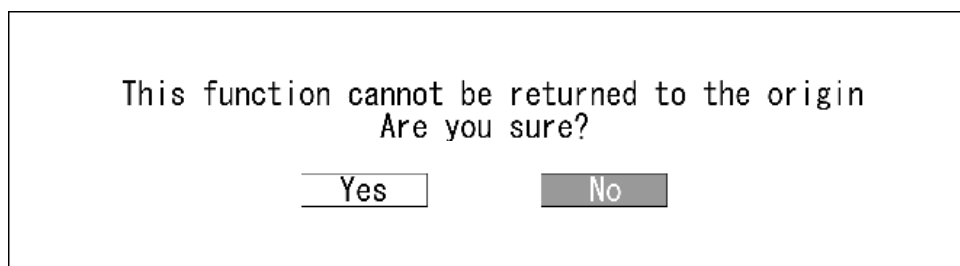 This function cannot be returned to the origin
Are you sure?
Yes No